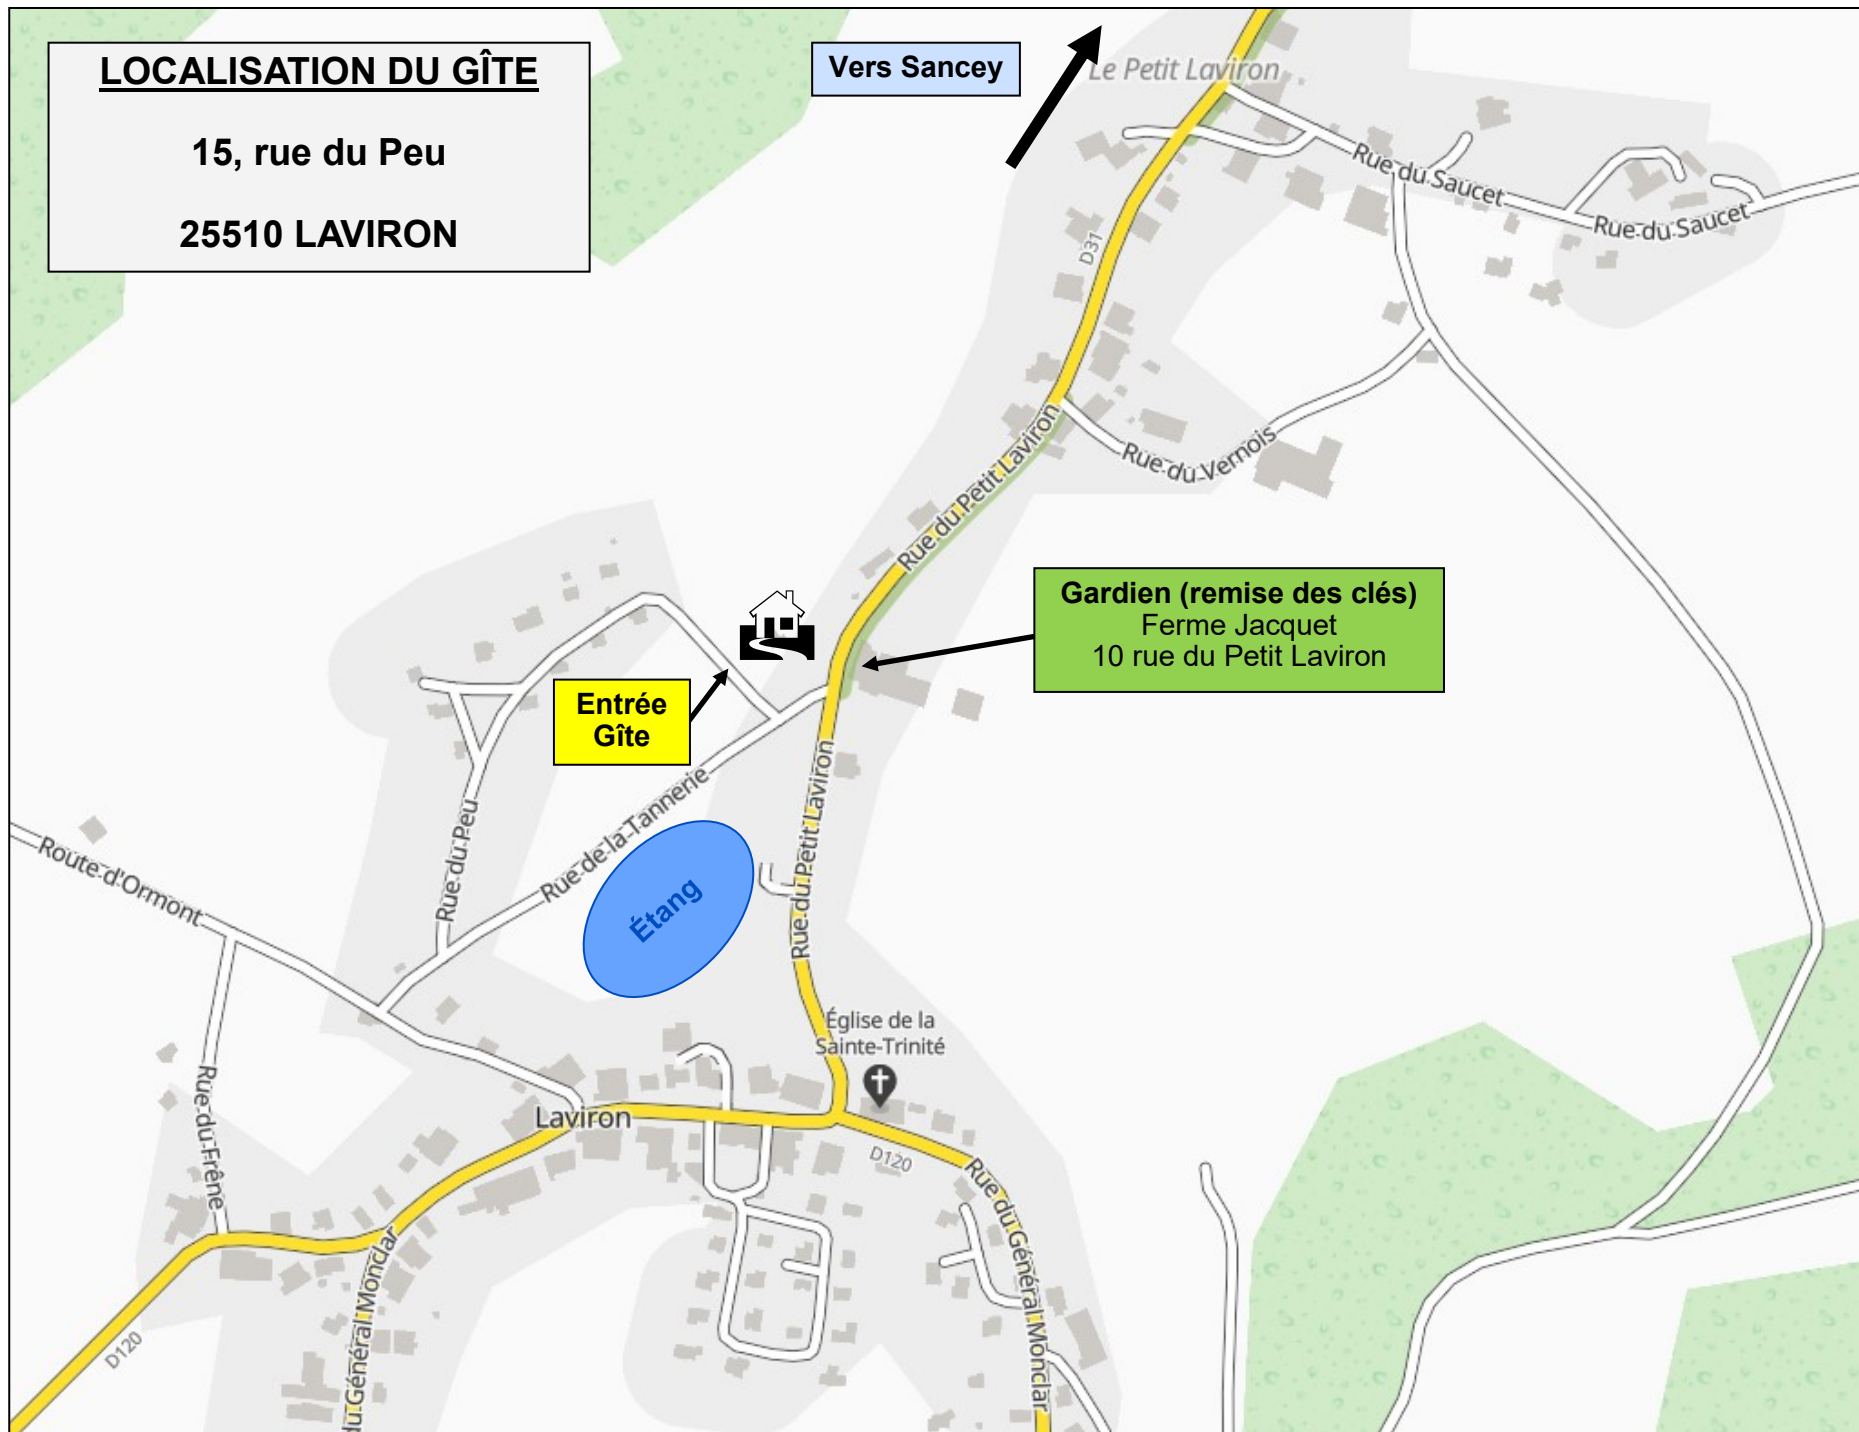 LOCALISATION DU GÎTE
15, rue du Peu
25510 LAVIRON
Vers Sancey
Le Petit Laviron
Rue du Saucet
Rue du Saucet
D31
Rue du Petit Laviron
Rue du Vernois
Gardien (remise des clés)
Ferme Jacquet
10 rue du Petit Laviron
Entrée
Gîte
Rue du Petit Laviron
Rue du Peu
Rue de la Tannerie
Étang
Route d'Ormont
Église de la
Sainte-Trinité
Rue du Frêne
Laviron
D120
Rue du Général Monclar
D120
du Général Monclar